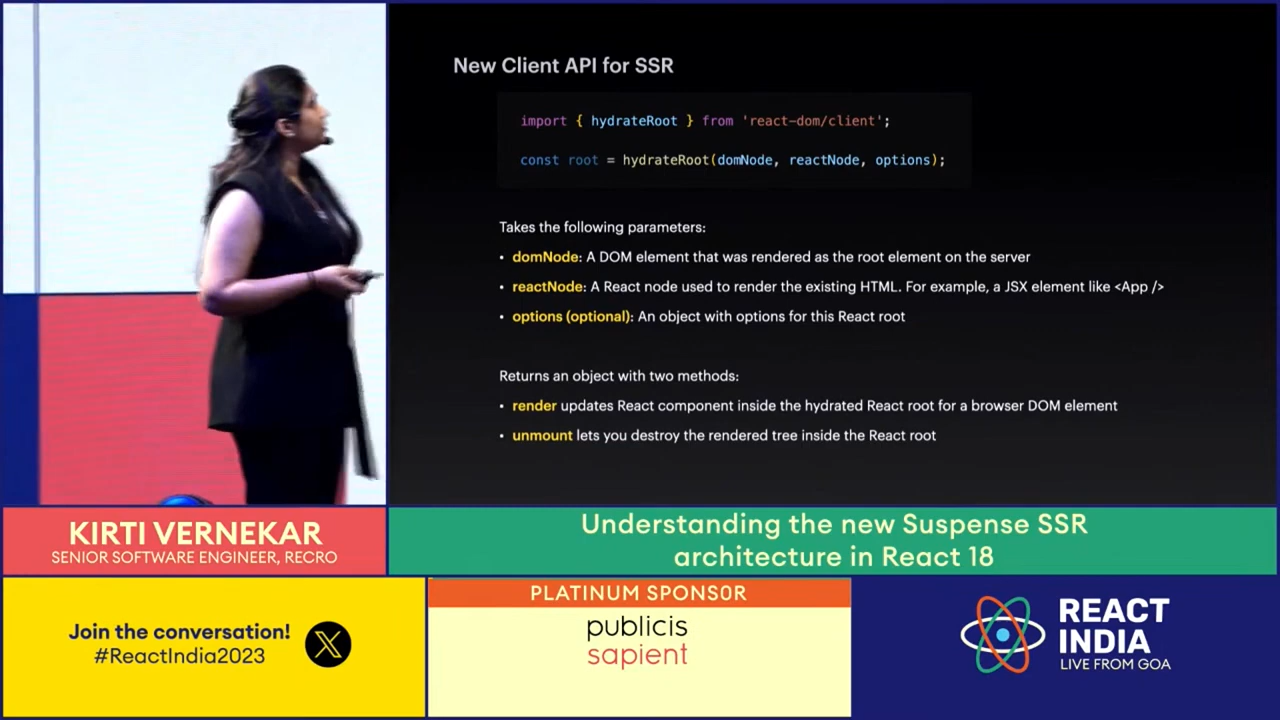 New Client API for SSR
import { hydrateRoot } from 'react-dom/client';
const root = hydrateRoot(domNode, reactNode, options);
Takes the following parameters:
• domNode: A DOM element that was rendered as the root element on the server
• reactNode: A React node used to render the existing HTML. For example, a JSX element like <App />
• options (optional): An object with options for this React root
Returns an object with two methods:
• render updates React component inside the hydrated React root for a browser DOM element
• unmount lets you destroy the rendered tree inside the React root
KIRTI VERNEKAR
SENIOR SOFTWARE ENGINEER, RECRO
Understanding the new Suspense SSR
architecture in React 18
Join the conversation!
#ReactIndia2023
PLATINUM SPONSOR
publicis
sapient
REACT
INDIA
LIVE FROM GOA